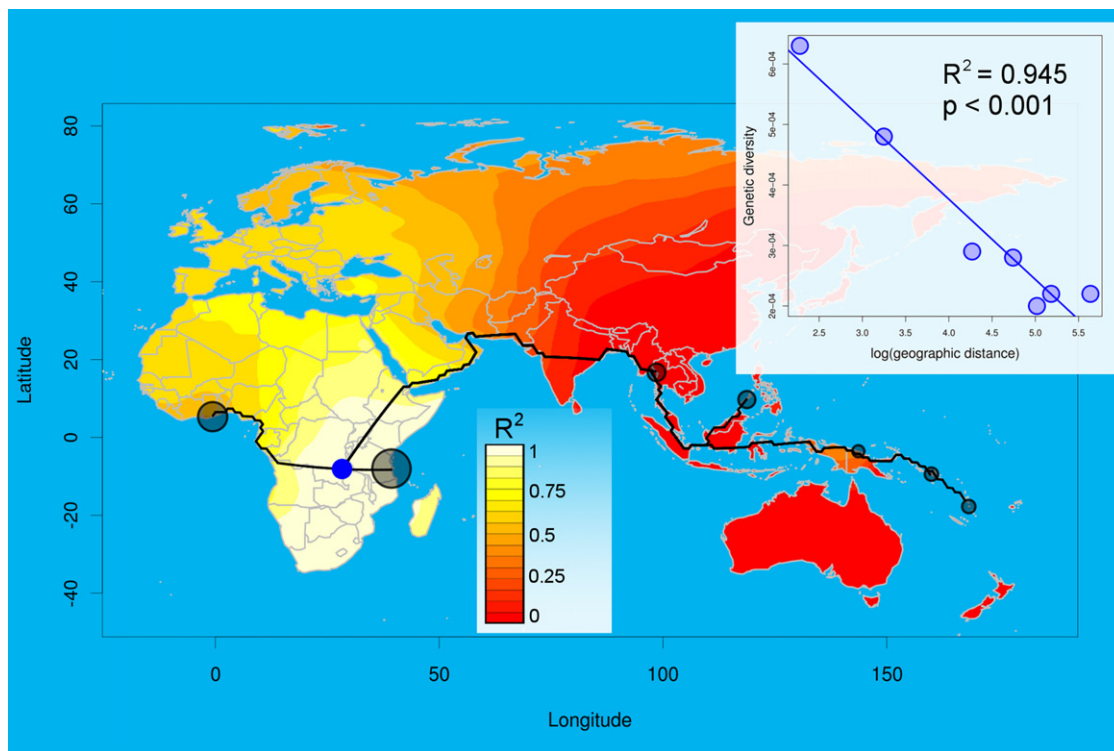 R² = 0.945
p < 0.001
Genetic diversity
6e−04
5e−04
4e−04
3e−04
2e−04
2.5 3.0 3.5 4.0 4.5 5.0 5.5
log(geographic distance)
Latitude
80
60
40
20
0
-20
-40
R²
1
0.75
0.5
0.25
0
0 50 100 150
Longitude